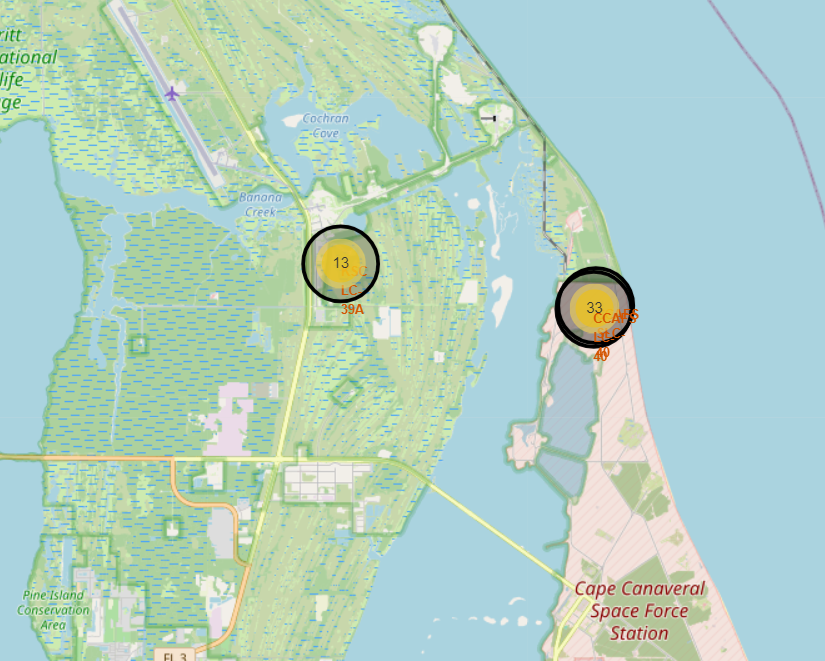 ritt
ational
life
ge
Cochran
Cove
Banana
Creek
13
LC-
39A
33
CCAFS
LC
40
40
Pine Island
Conservation
Area
Cape Canaveral
Space Force
Station
FL 3